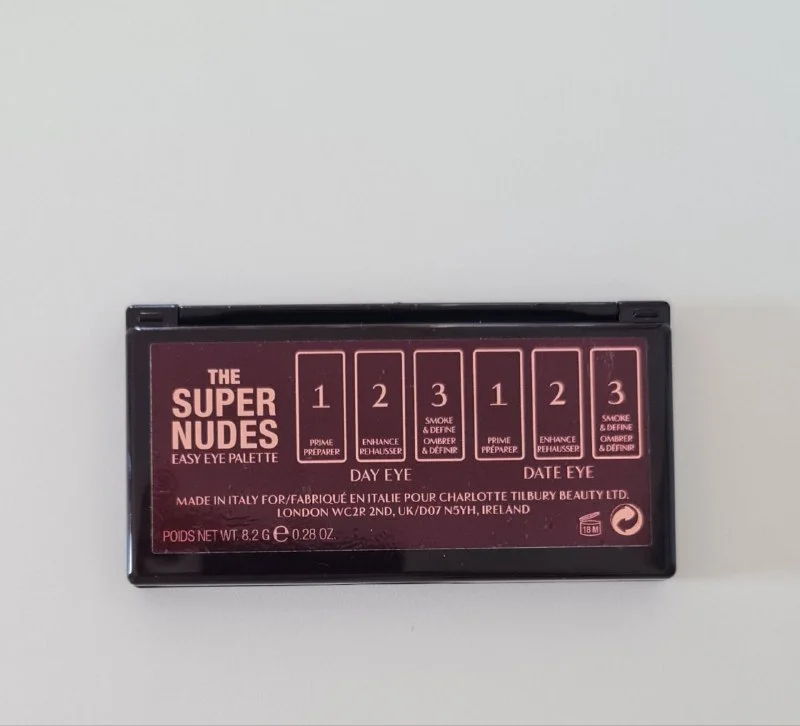 THE
SUPER
NUDES
EASY EYE PALETTE
1
PRIME
PRÉPARER
2
ENHANCE
REHAUSSER
3
SMOKE
& DEFINE
OMBRER
& DÉFINIR
1
PRIME
PRÉPARER
2
ENHANCE
REHAUSSER
3
SMOKE
& DEFINE
OMBRER
& DÉFINIR
DAY EYE
DATE EYE
MADE IN ITALY FOR/FABRIQUÉ EN ITALIE POUR CHARLOTTE TILBURY BEAUTY LTD.
LONDON WC2R 2ND, UK/D07 N5YH, IRELAND
POIDS NET WT. 8.2 G ℮ 0.28 OZ.
18 M